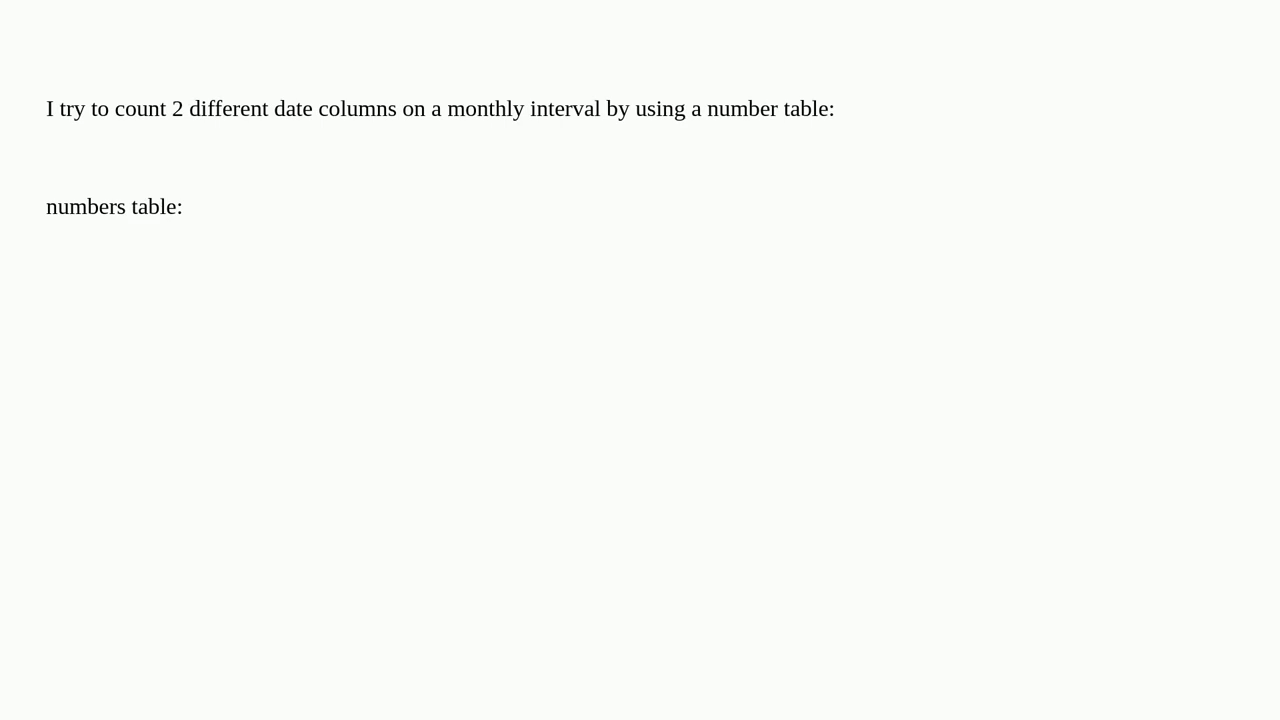 I try to count 2 different date columns on a monthly interval by using a number table:
numbers table: